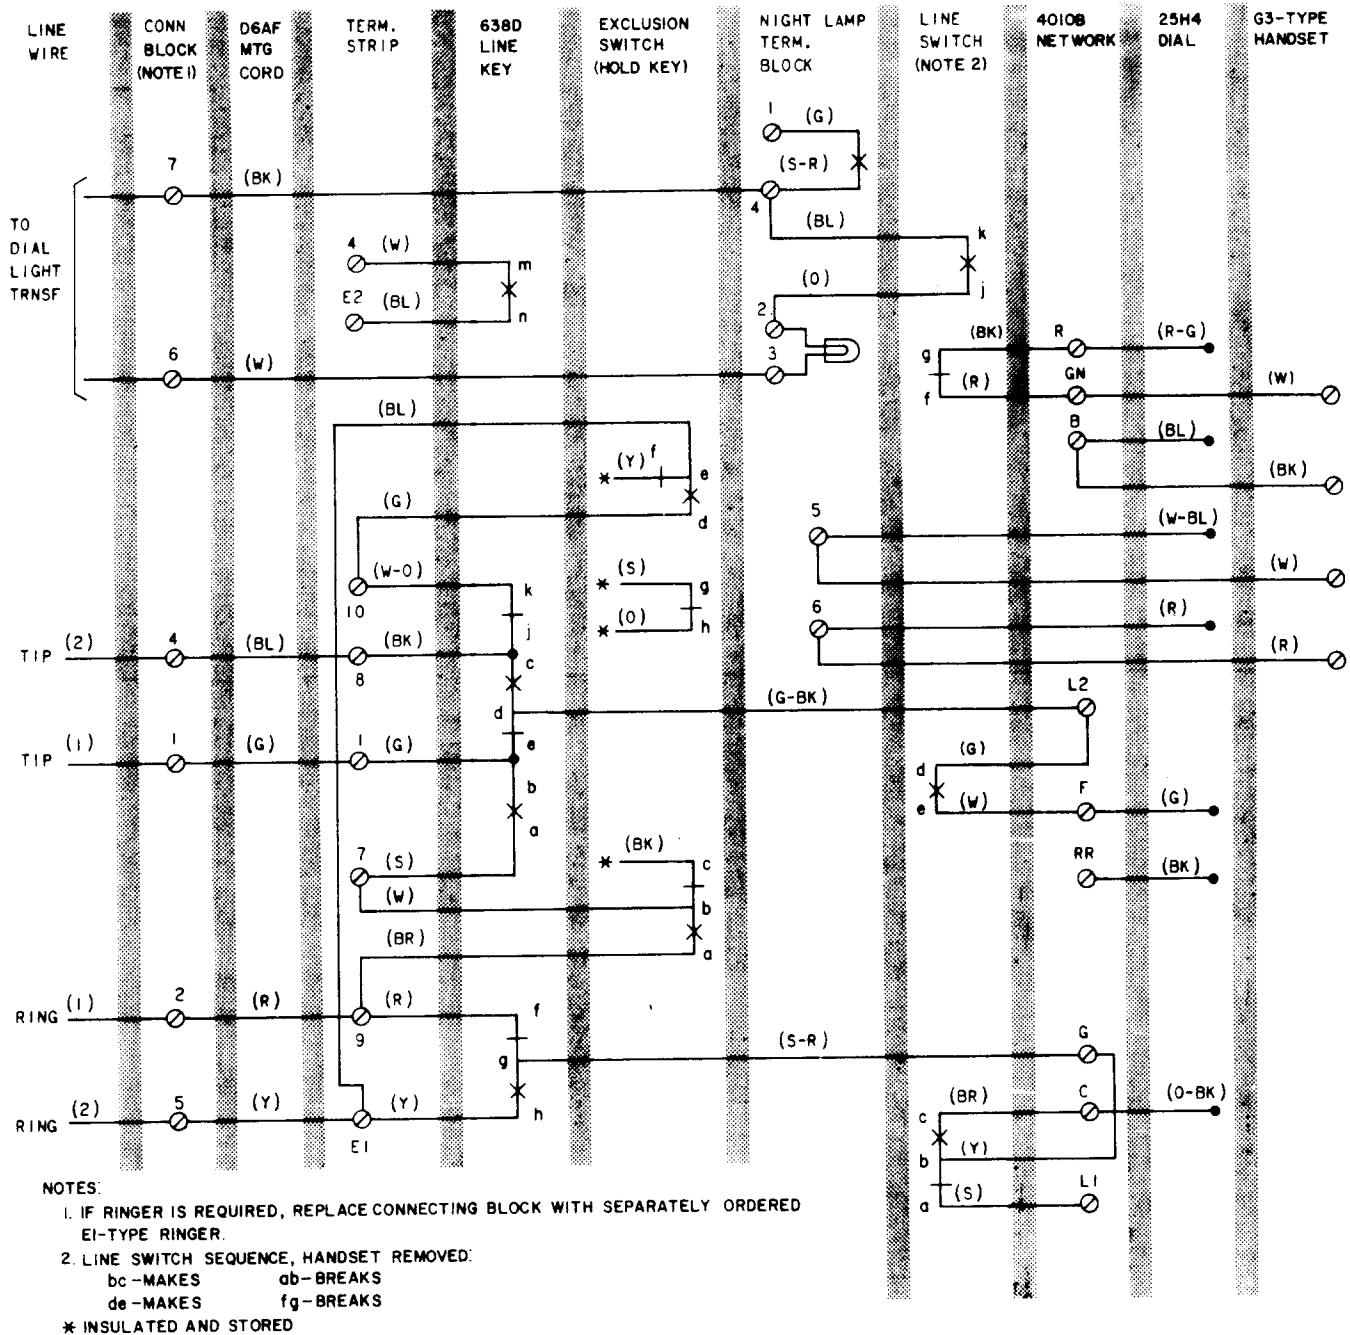 LINE WIRE
CONN BLOCK (NOTE 1)
D6AF MTG CORD
TERM. STRIP
638D LINE KEY
EXCLUSION SWITCH (HOLD KEY)
NIGHT LAMP TERM. BLOCK
LINE SWITCH (NOTE 2)
4010B NETWORK
25H4 DIAL
G3-TYPE HANDSET
1 (G)
7 (BK) (S-R)
4
(BL) k
TO DIAL LIGHT TRNSF
4 (W) m
(O) j
E2 (BL) n
2
(BK) R (R-G)
g
6 (W) 3
GN
f (R) (W)
(BL) B (BL)
(Y) f e
(BK)
(G) d
5 (W-BL)
(W-O) k
10
(S) g
(W)
(O) h
6 (R)
j
TIP (2) 4 (BL) (BK)
8
c
(R)
d (G-BK) L2
e
TIP (1) 1 (G) 1 (G)
(G)
d
b
e (W) F (G)
a
7 (S)
(BK) c
RR (BK)
(W) b
(BR) a
RING (1) 2 (R) (R) f
9
g (S-R) G
h
RING (2) 5 (Y) (Y)
E1
c (BR) C (O-BK)
b (Y)
a (S) L1
NOTES:
1. IF RINGER IS REQUIRED, REPLACE CONNECTING BLOCK WITH SEPARATELY ORDERED
E1-TYPE RINGER.
2. LINE SWITCH SEQUENCE, HANDSET REMOVED:
bc-MAKES ab-BREAKS
de-MAKES fg-BREAKS
* INSULATED AND STORED